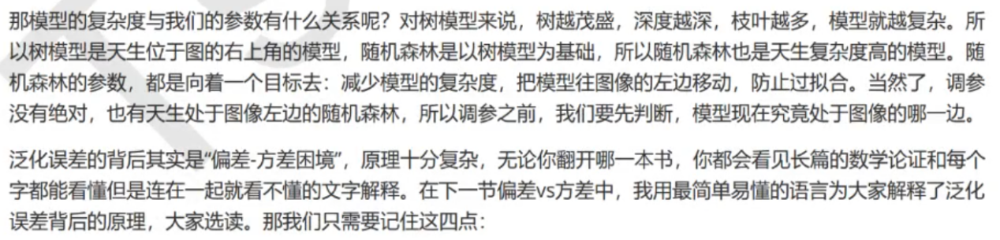 那模型的复杂度与我们的参数有什么关系呢？对树模型来说，树越茂盛，深度越深，枝叶越多，模型就越复杂。所
以树模型是天生位于图的右上角的模型，随机森林是以树模型为基础，所以随机森林也是天生复杂度高的模型。随
机森林的参数，都是向着一个目标去：减少模型的复杂度，把模型往图像的左边移动，防止过拟合。当然了，调参
没有绝对，也有天生处于图像左边的随机森林，所以调参之前，我们要先判断，模型现在究竟处于图像的哪一边。
泛化误差的背后其实是“偏差-方差困境”，原理十分复杂，无论你翻开哪一本书，你都会看见长篇的数学论证和每个
字都能看懂但是连在一起就看不懂的文字解释。在下一节偏差vs方差中，我用最简单易懂的语言为大家解释了泛化
误差背后的原理，大家选读。那我们只需要记住这四点：